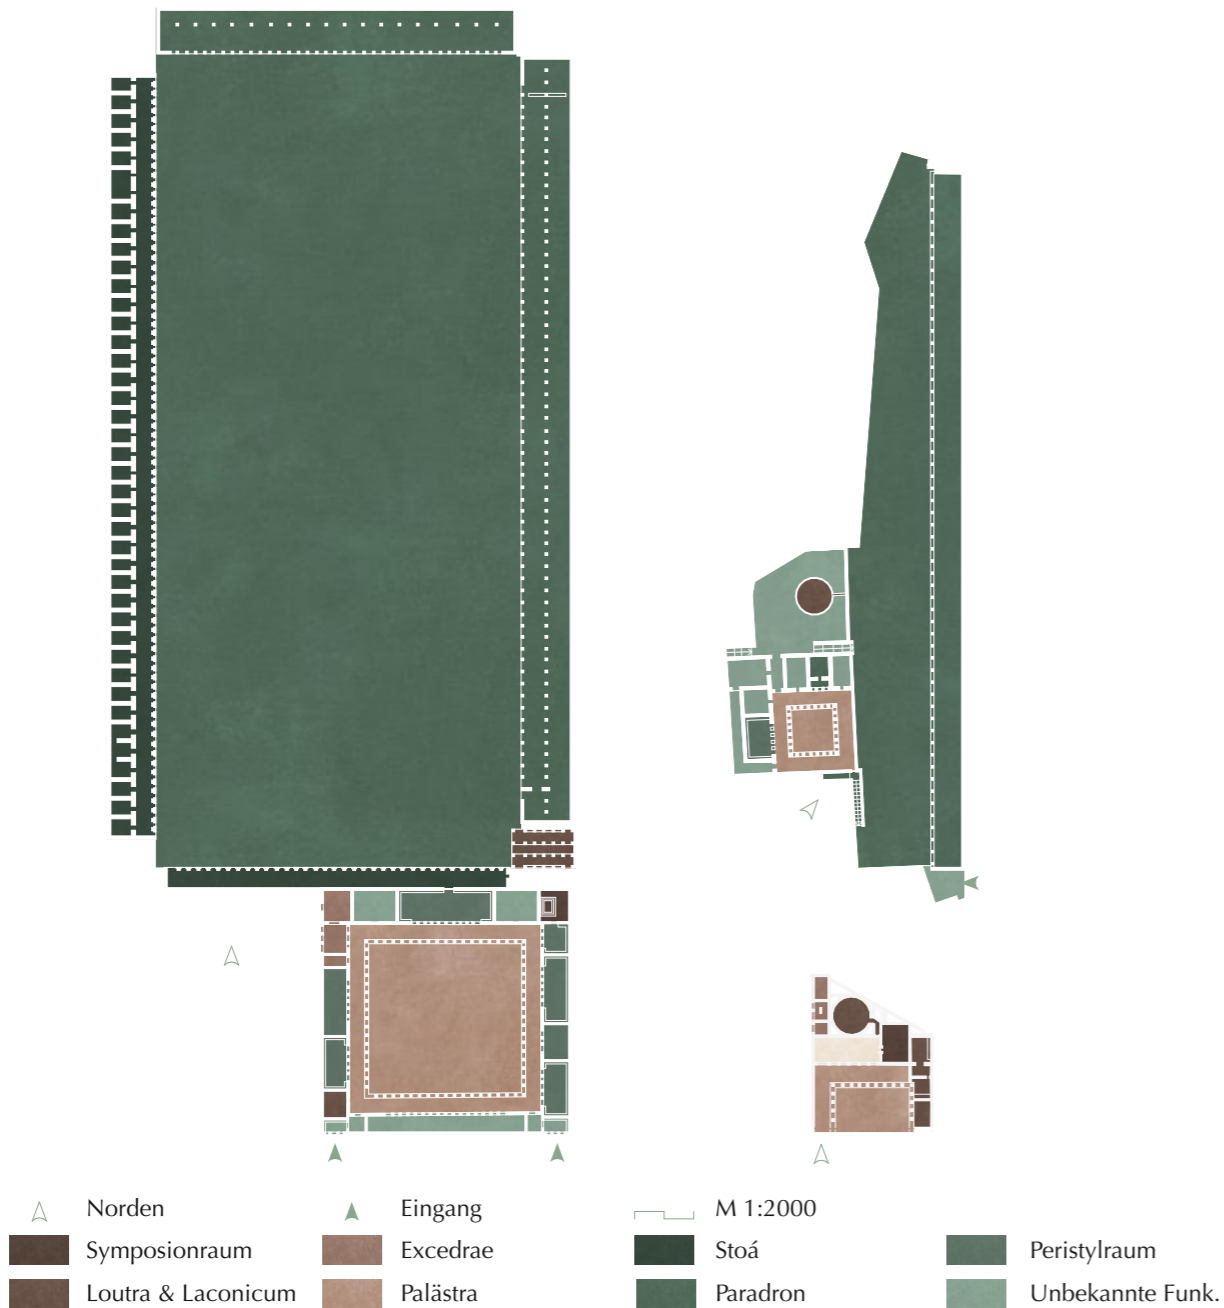 Norden
Eingang
M 1:2000
Symposionraum
Excedrae
Stoá
Peristylraum
Loutra & Laconicum
Palästra
Paradron
Unbekannte Funk.